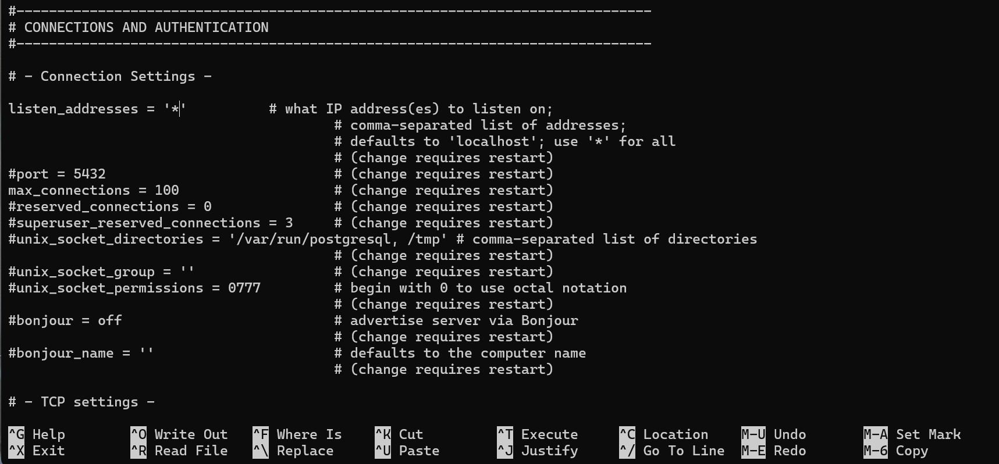 #------------------------------------------------------------------------------
# CONNECTIONS AND AUTHENTICATION
#------------------------------------------------------------------------------

# - Connection Settings -

listen_addresses = '*'          # what IP address(es) to listen on;
                                        # comma-separated list of addresses;
                                        # defaults to 'localhost'; use '*' for all
                                        # (change requires restart)
#port = 5432                            # (change requires restart)
max_connections = 100                   # (change requires restart)
#reserved_connections = 0               # (change requires restart)
#superuser_reserved_connections = 3     # (change requires restart)
#unix_socket_directories = '/var/run/postgresql, /tmp' # comma-separated list of directories
                                        # (change requires restart)
#unix_socket_group = ''                 # (change requires restart)
#unix_socket_permissions = 0777         # begin with 0 to use octal notation
                                        # (change requires restart)
#bonjour = off                          # advertise server via Bonjour
                                        # (change requires restart)
#bonjour_name = ''                      # defaults to the computer name
                                        # (change requires restart)

# - TCP settings -

^G Help        ^O Write Out   ^F Where Is    ^K Cut         ^T Execute     ^C Location    M-U Undo       M-A Set Mark
^X Exit        ^R Read File   ^\ Replace     ^U Paste       ^J Justify     ^/ Go To Line  M-E Redo       M-6 Copy